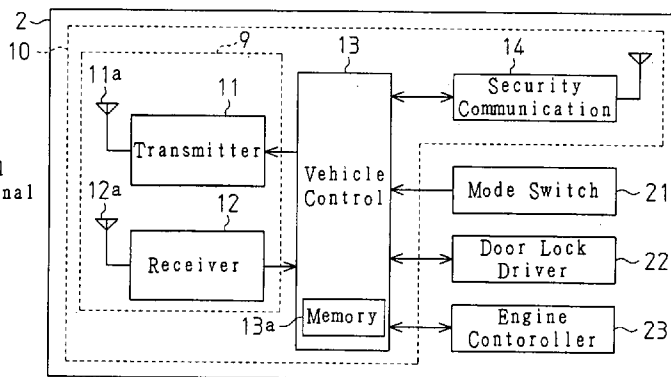 2
10
9
13
14
11a
11
Security
Communication
Transmitter
Vehicle
Control
d
nal
12a
12
Mode Switch
21
Receiver
Door Lock
Driver
22
13a
Memory
Engine
Contoroller
23